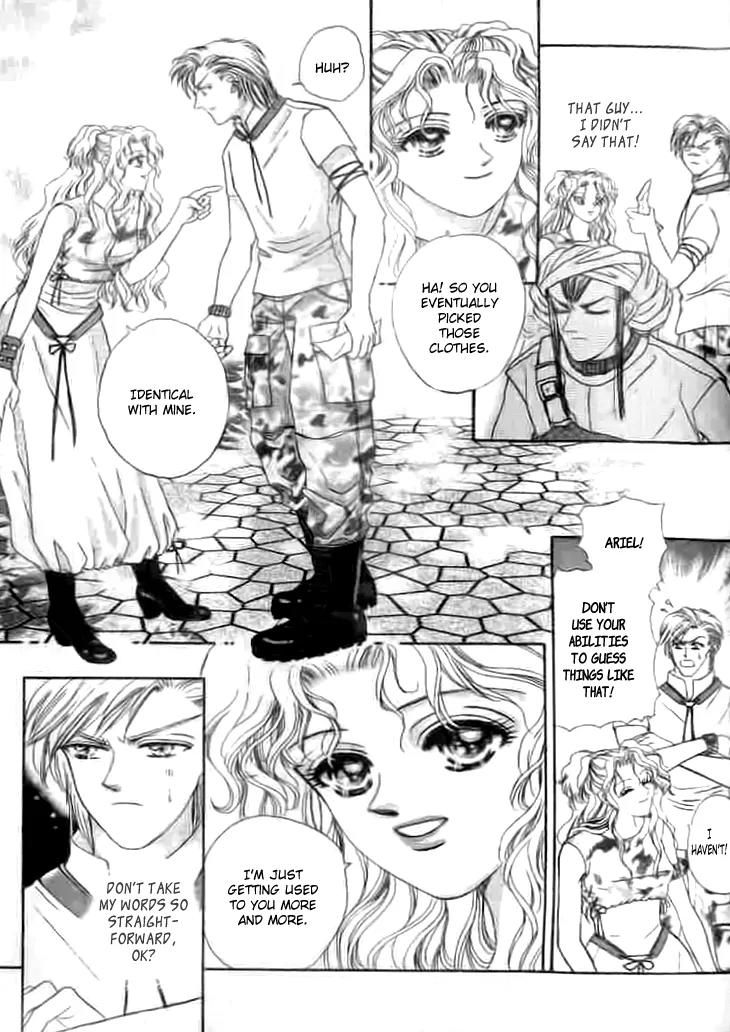 HUH?
IDENTICAL
WITH MINE.
HA! SO YOU
EVENTUALLY
PICKED
THOSE
CLOTHES.
THAT GUY...
I DIDN'T
SAY THAT!
ARIEL!
DON'T
USE YOUR
ABILITIES
TO GUESS
THINGS LIKE
THAT!
I
HAVEN'T!
I'M JUST
GETTING USED
TO YOU MORE
AND MORE.
DON'T TAKE
MY WORDS SO
STRAIGHT-
FORWARD,
OK?